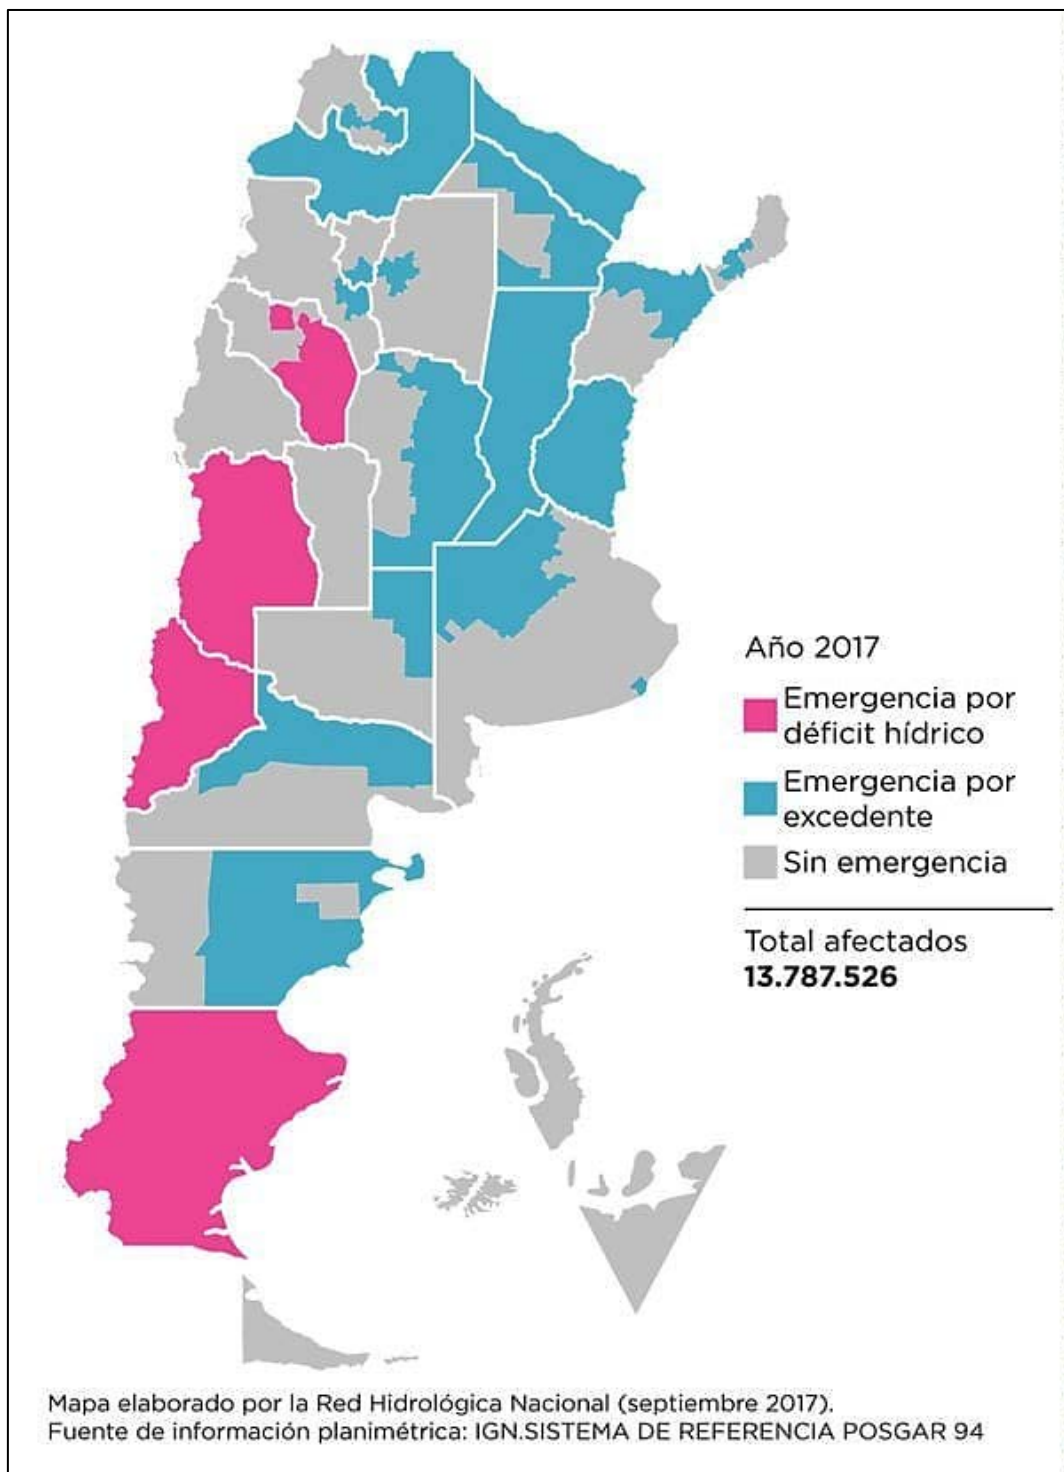 Año 2017
Emergencia por
déficit hídrico
Emergencia por
excedente
Sin emergencia
Total afectados
13.787.526
Mapa elaborado por la Red Hidrológica Nacional (septiembre 2017).
Fuente de información planimétrica: IGN.SISTEMA DE REFERENCIA POSGAR 94